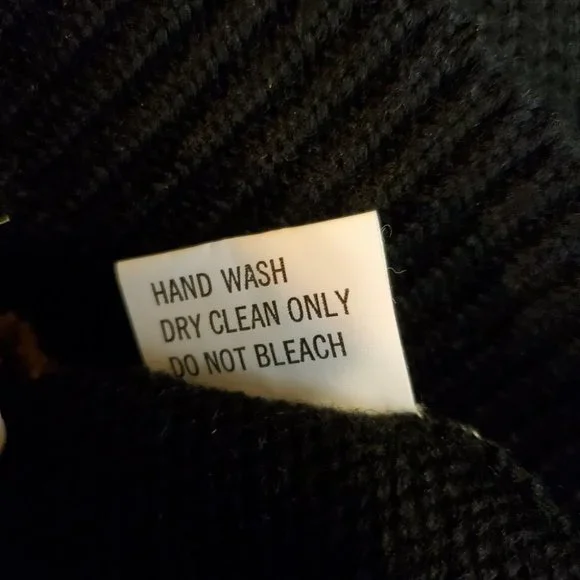 HAND WASH
DRY CLEAN ONLY
DO NOT BLEACH